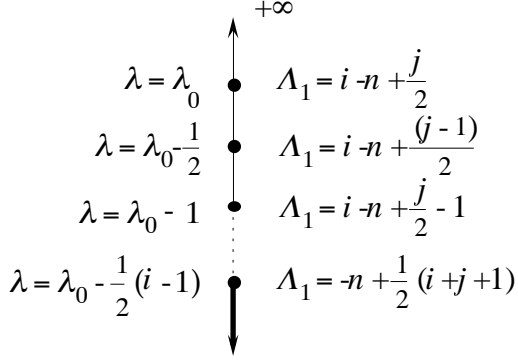 +∞
λ = λ₀ Λ₁ = i -n + j/2
λ = λ₀ - 1/2 Λ₁ = i -n + (j - 1)/2
λ = λ₀ - 1 Λ₁ = i -n + j/2 - 1
λ = λ₀ - 1/2 (i - 1) Λ₁ = -n + 1/2 (i +j +1)